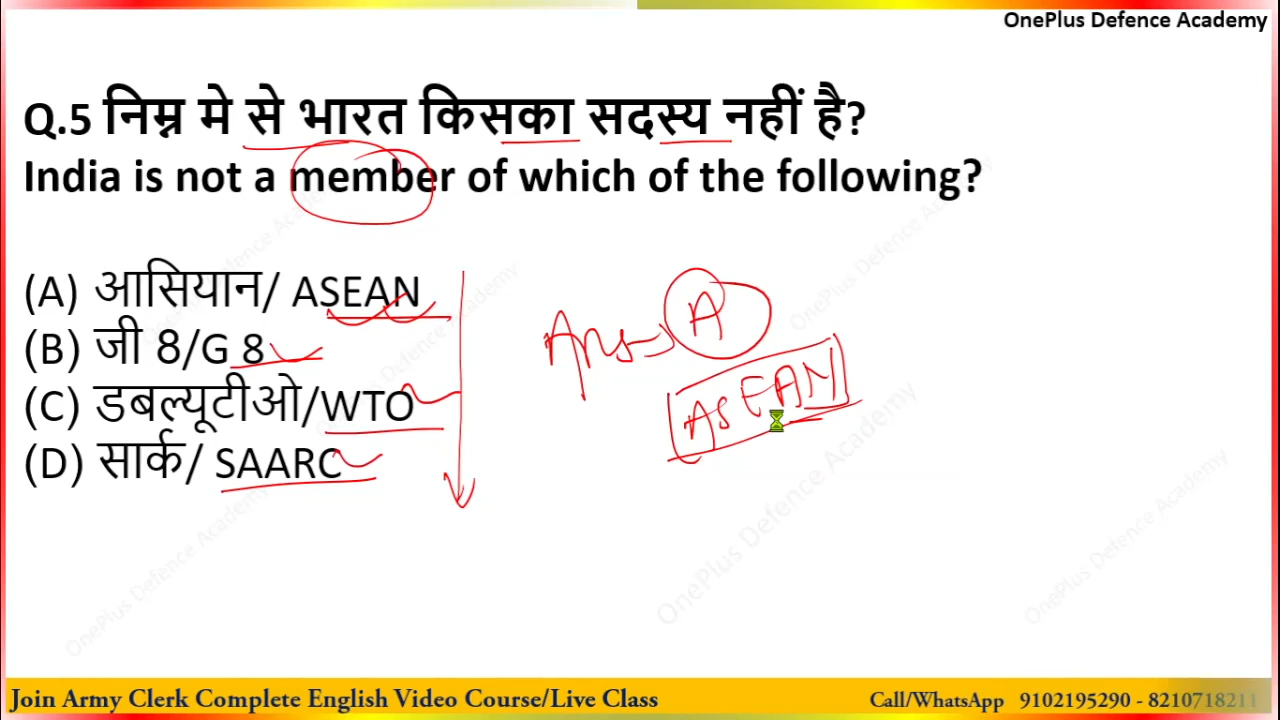 OnePlus Defence Academy
Q.5 निम्न मे से भारत किसका सदस्य नहीं है?
India is not a member of which of the following?
(A) आसियान/ ASEAN
(B) जी 8/G 8
(C) डबल्यूटीओ/WTO
(D) सार्क/ SAARC
Ans A
ASEAN
Join Army Clerk Complete English Video Course/Live Class
Call/WhatsApp 9102195290 - 8210718211